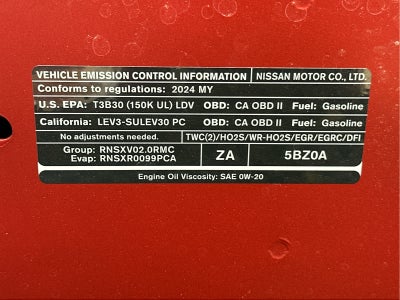 VEHICLE EMISSION CONTROL INFORMATION NISSAN MOTOR CO., LTD.
Conforms to regulations: 2024 MY
U.S. EPA: T3B30 (150K UL) LDV OBD: CA OBD II Fuel: Gasoline
California: LEV3-SULEV30 PC OBD: CA OBD II Fuel: Gasoline
No adjustments needed. TWC(2)/HO2S/WR-HO2S/EGR/EGRC/DFI
Group: RNSXV02.0RMC
Evap: RNSXR0099PCA
ZA
5BZ0A
Engine Oil Viscosity: SAE 0W-20